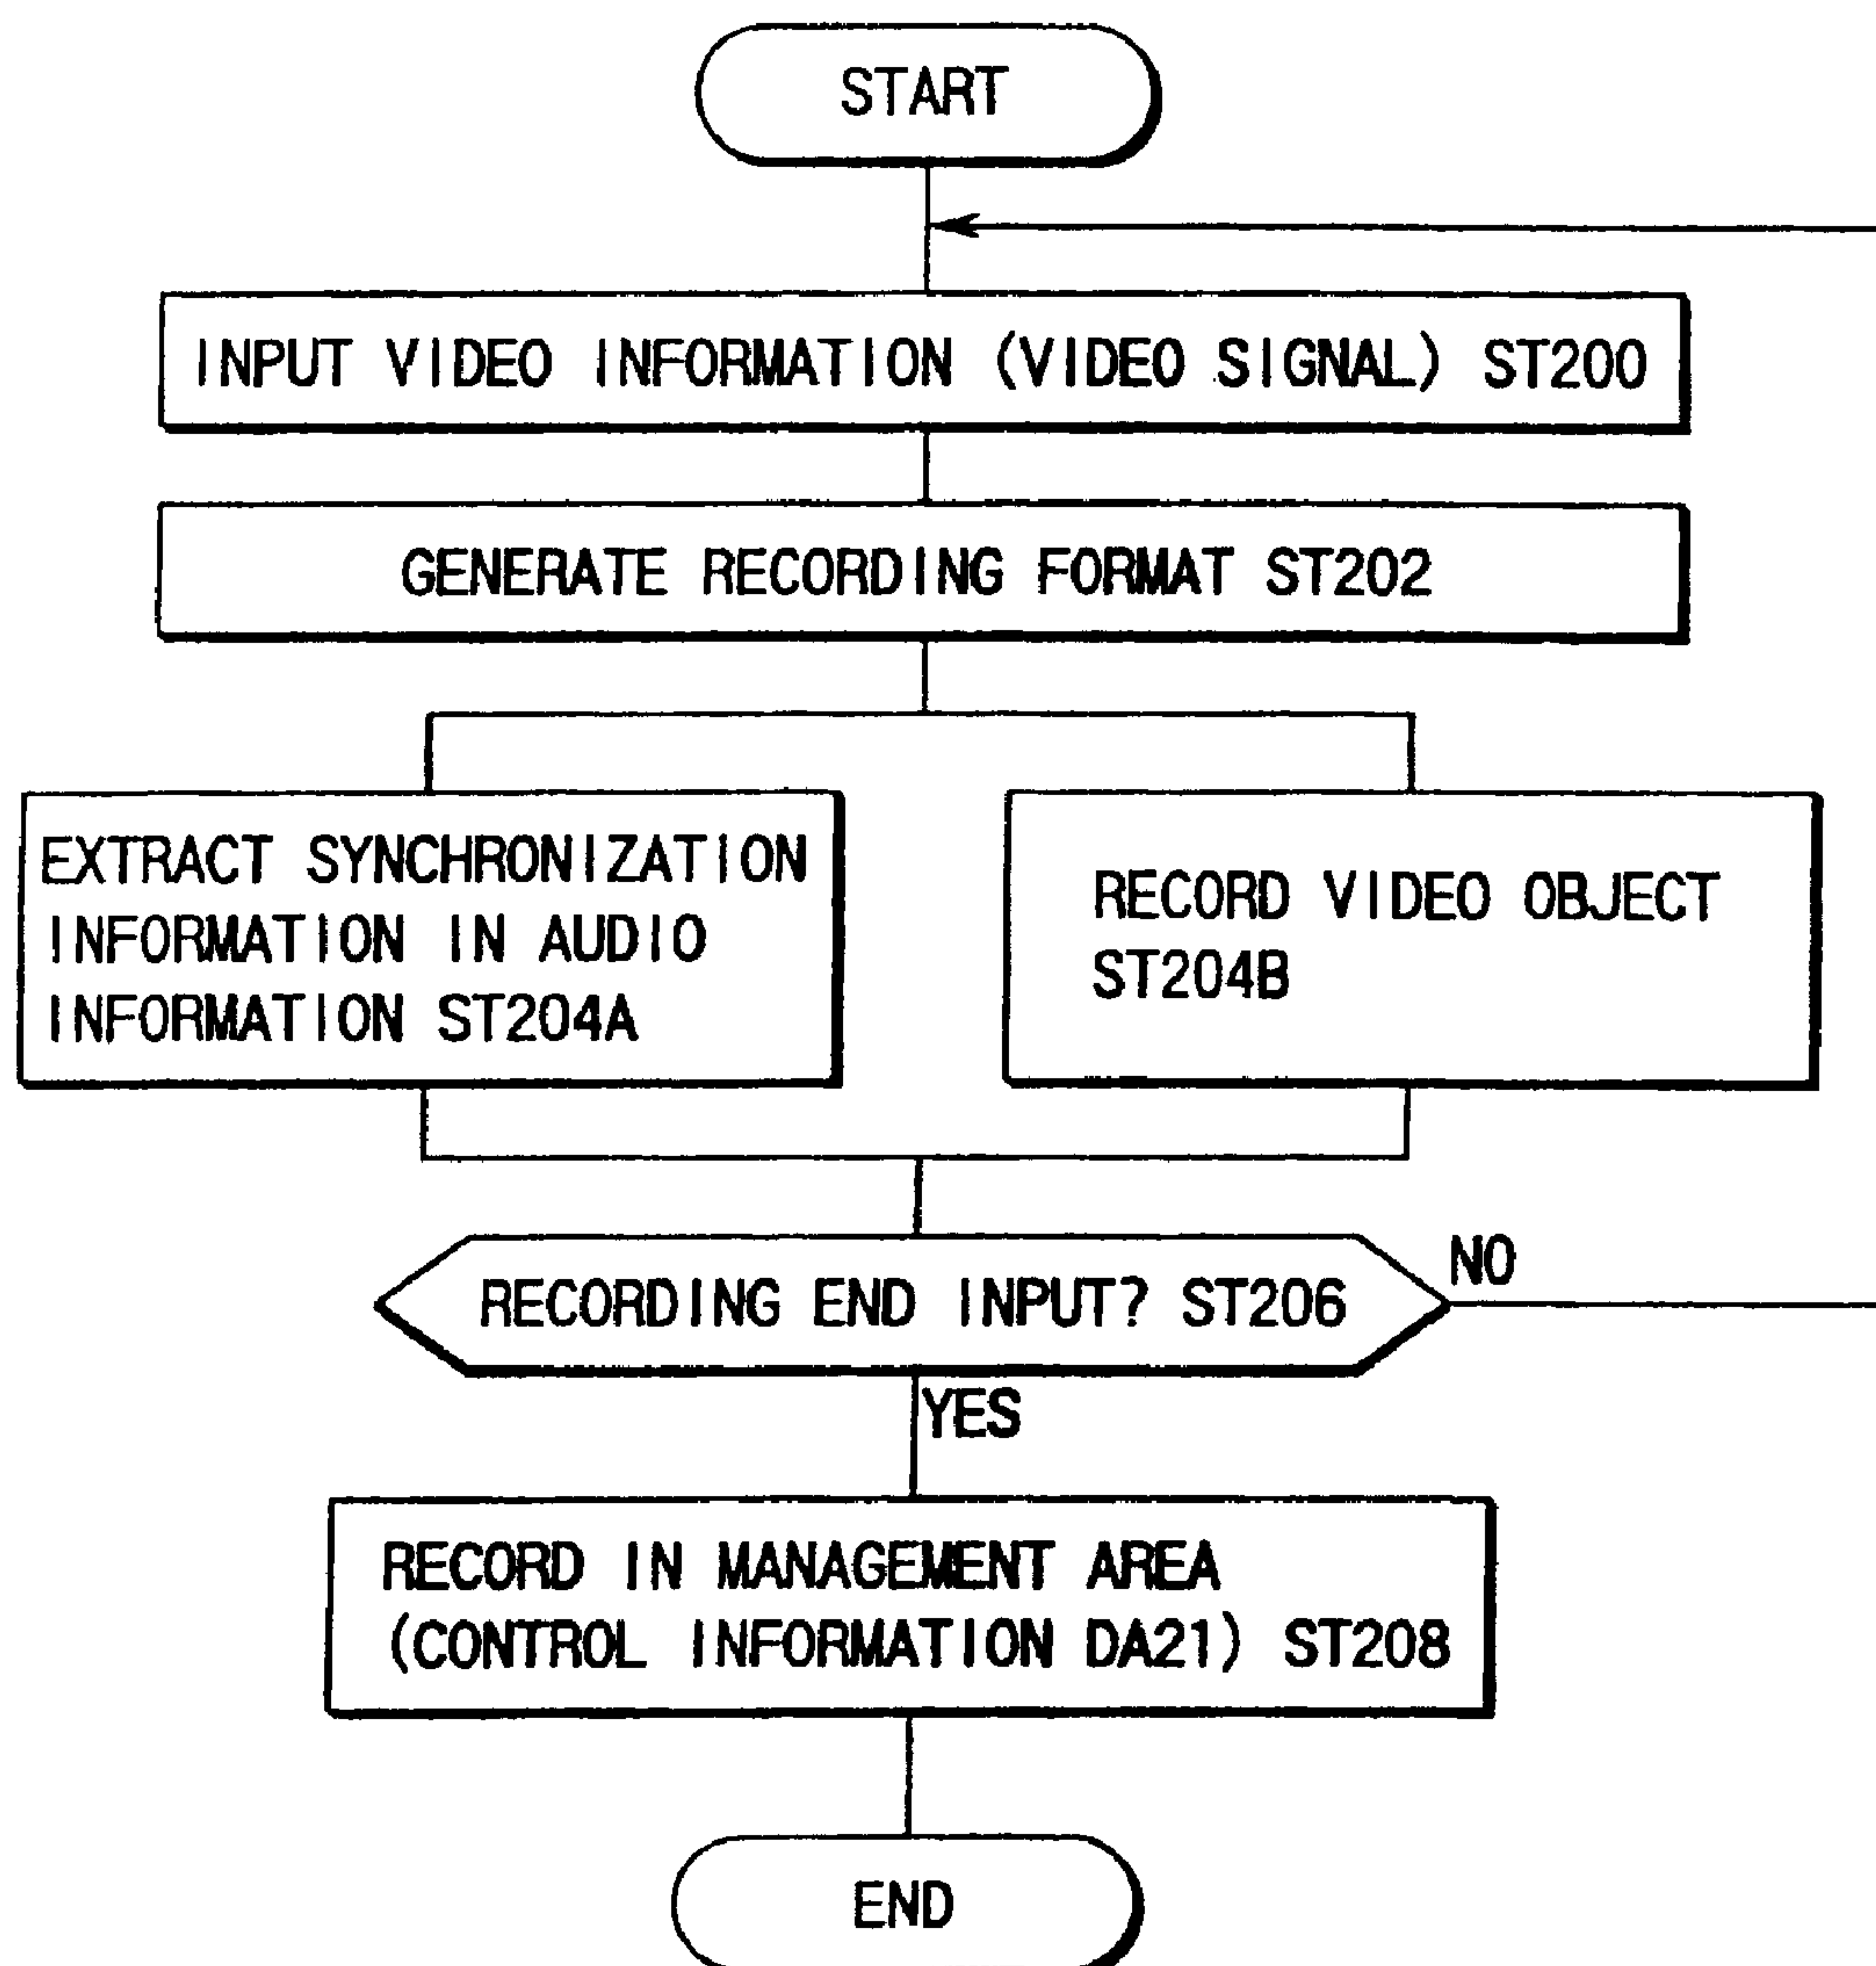 START
INPUT VIDEO INFORMATION (VIDEO SIGNAL) ST200
GENERATE RECORDING FORMAT ST202
EXTRACT SYNCHRONIZATION
INFORMATION IN AUDIO
INFORMATION ST204A
RECORD VIDEO OBJECT
ST204B
RECORDING END INPUT? ST206
NO
YES
RECORD IN MANAGEMENT AREA
(CONTROL INFORMATION DA21) ST208
END